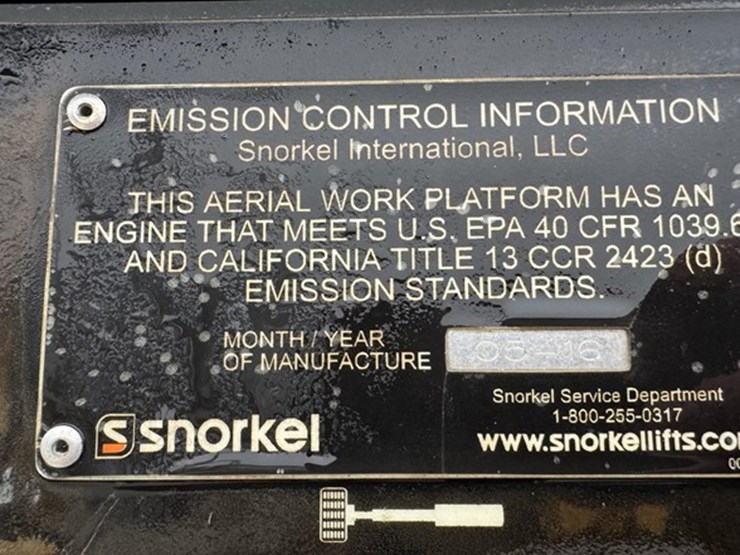 EMISSION CONTROL INFORMATION
Snorkel International, LLC
THIS AERIAL WORK PLATFORM HAS AN
ENGINE THAT MEETS U.S. EPA 40 CFR 1039.6
AND CALIFORNIA TITLE 13 CCR 2423 (d)
EMISSION STANDARDS.
MONTH / YEAR
OF MANUFACTURE
05-16
Snorkel Service Department
1-800-255-0317
www.snorkellifts.co
S snorkel